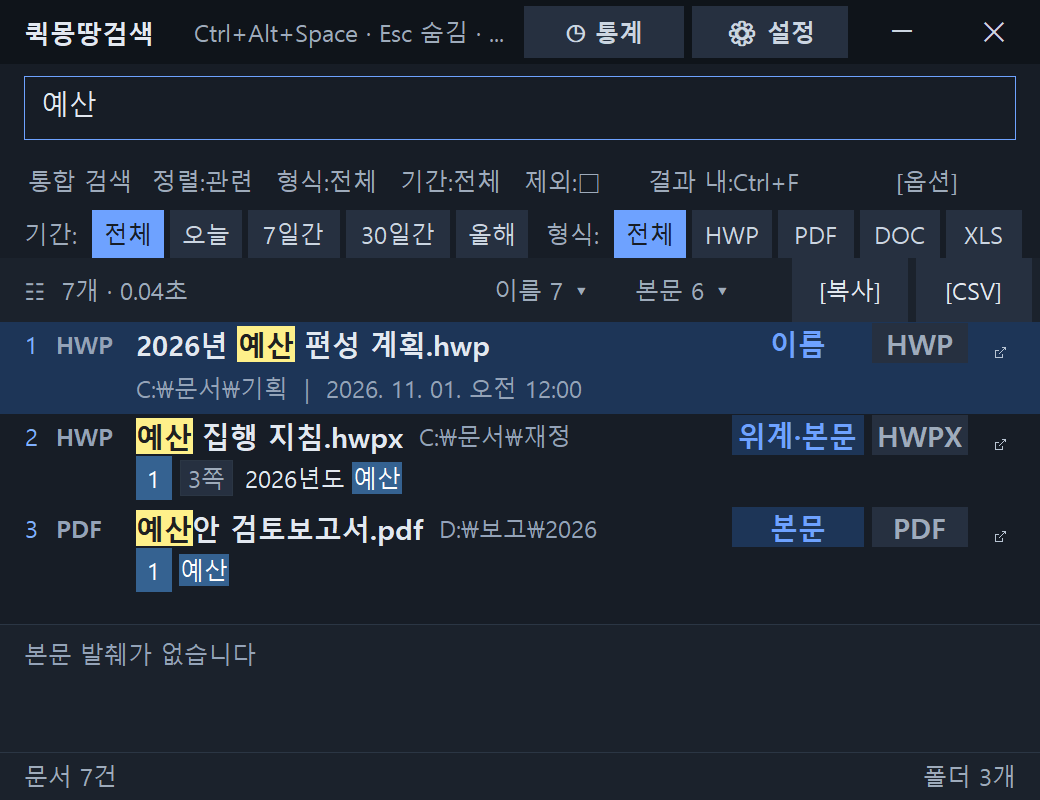 퀵몽땅검색 Ctrl+Alt+Space · Esc 숨김 · ... 통계 설정
예산
통합 검색 정렬:관련 형식:전체 기간:전체 제외:□ 결과 내:Ctrl+F [옵션]
기간: 전체 오늘 7일간 30일간 올해 형식: 전체 HWP PDF DOC XLS
7개 · 0.04초 이름 7 ▼ 본문 6 ▼ [복사] [CSV]
1 HWP 2026년 예산 편성 계획.hwp 이름 HWP
C:₩문서₩기획 | 2026. 11. 01. 오전 12:00
2 HWP 예산 집행 지침.hwpx C:₩문서₩재정 위계·본문 HWPX
1 3쪽 2026년도 예산
3 PDF 예산안 검토보고서.pdf D:₩보고₩2026 본문 PDF
1 예산
본문 발췌가 없습니다
문서 7건 폴더 3개